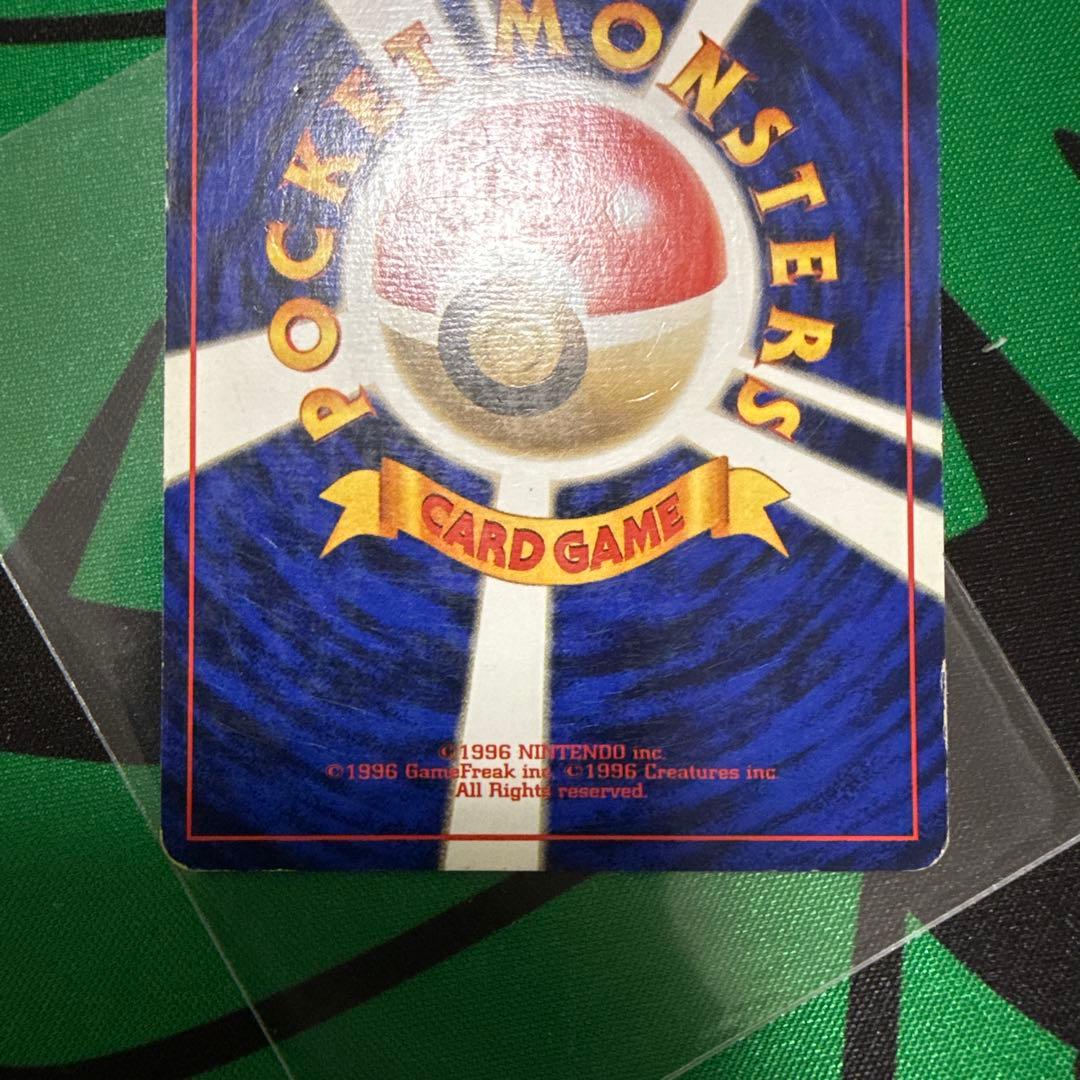 POCKET MONSTERS
CARD GAME
©1996 NINTENDO inc.
©1996 GameFreak inc. ©1996 Creatures inc.
All Rights reserved.